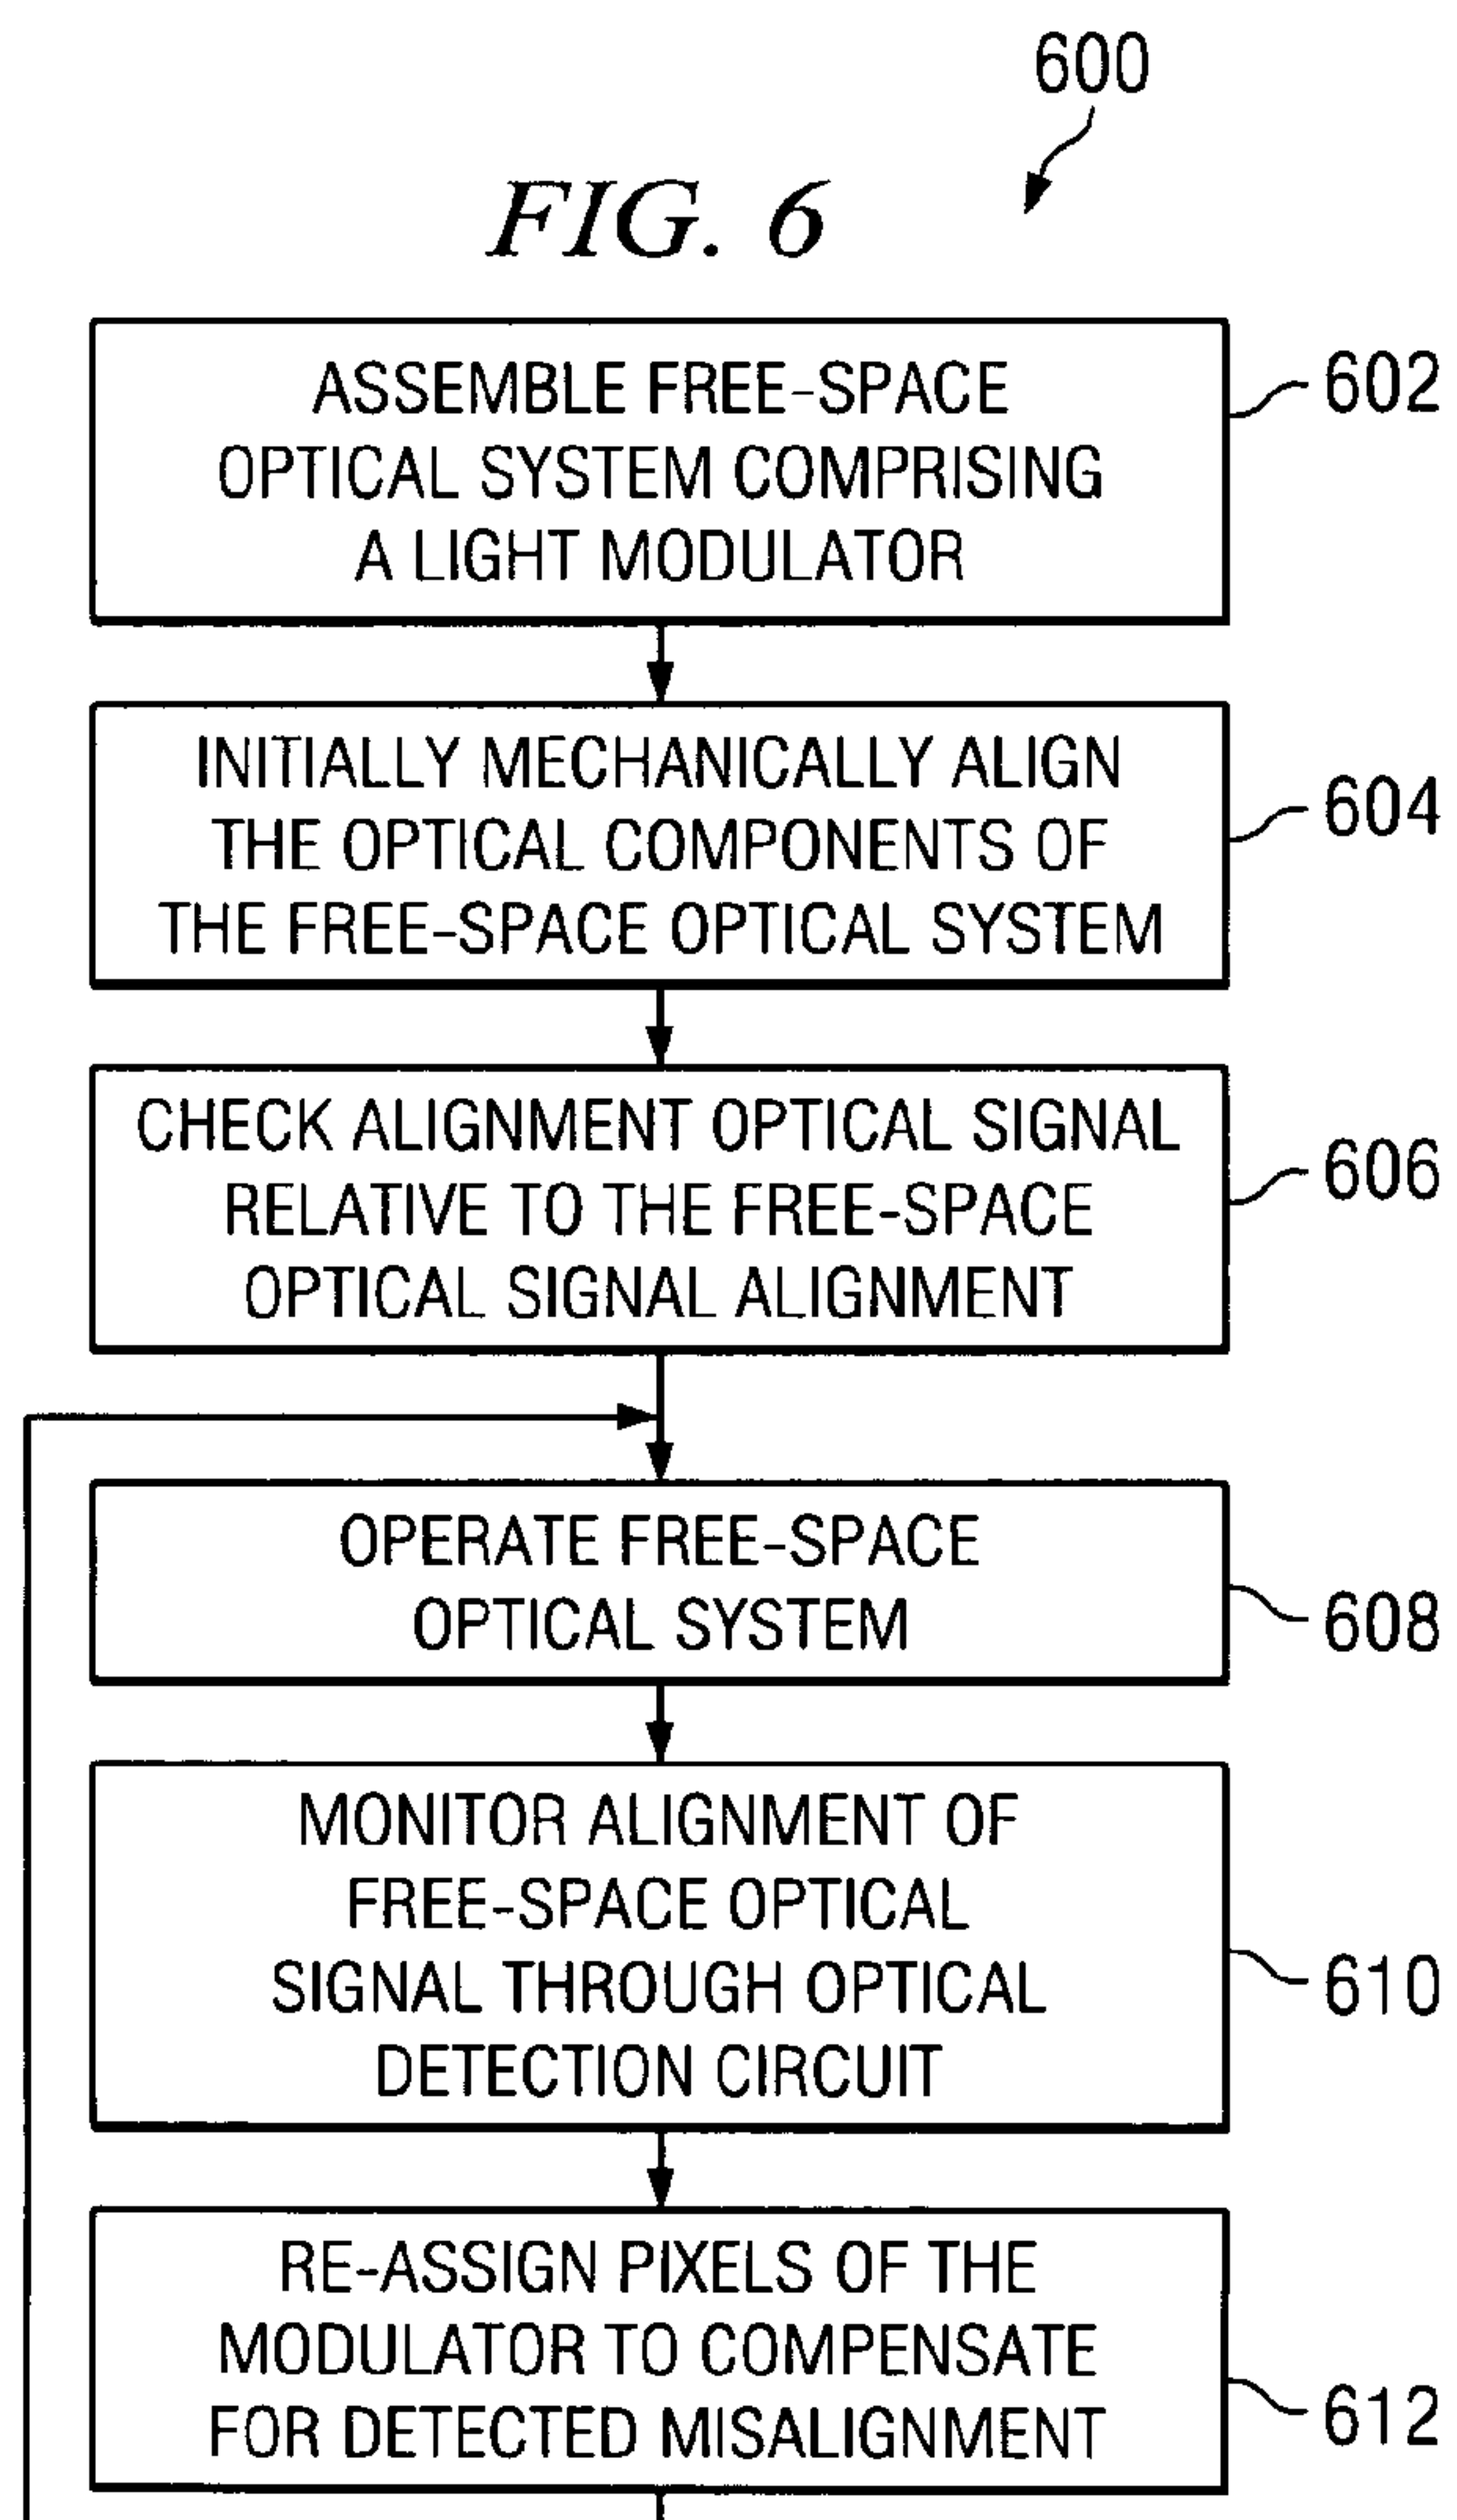 600
FIG. 6
ASSEMBLE FREE-SPACE
OPTICAL SYSTEM COMPRISING
A LIGHT MODULATOR
602
INITIALLY MECHANICALLY ALIGN
THE OPTICAL COMPONENTS OF
THE FREE-SPACE OPTICAL SYSTEM
604
CHECK ALIGNMENT OPTICAL SIGNAL
RELATIVE TO THE FREE-SPACE
OPTICAL SIGNAL ALIGNMENT
606
OPERATE FREE-SPACE
OPTICAL SYSTEM
608
MONITOR ALIGNMENT OF
FREE-SPACE OPTICAL
SIGNAL THROUGH OPTICAL
DETECTION CIRCUIT
610
RE-ASSIGN PIXELS OF THE
MODULATOR TO COMPENSATE
FOR DETECTED MISALIGNMENT
612